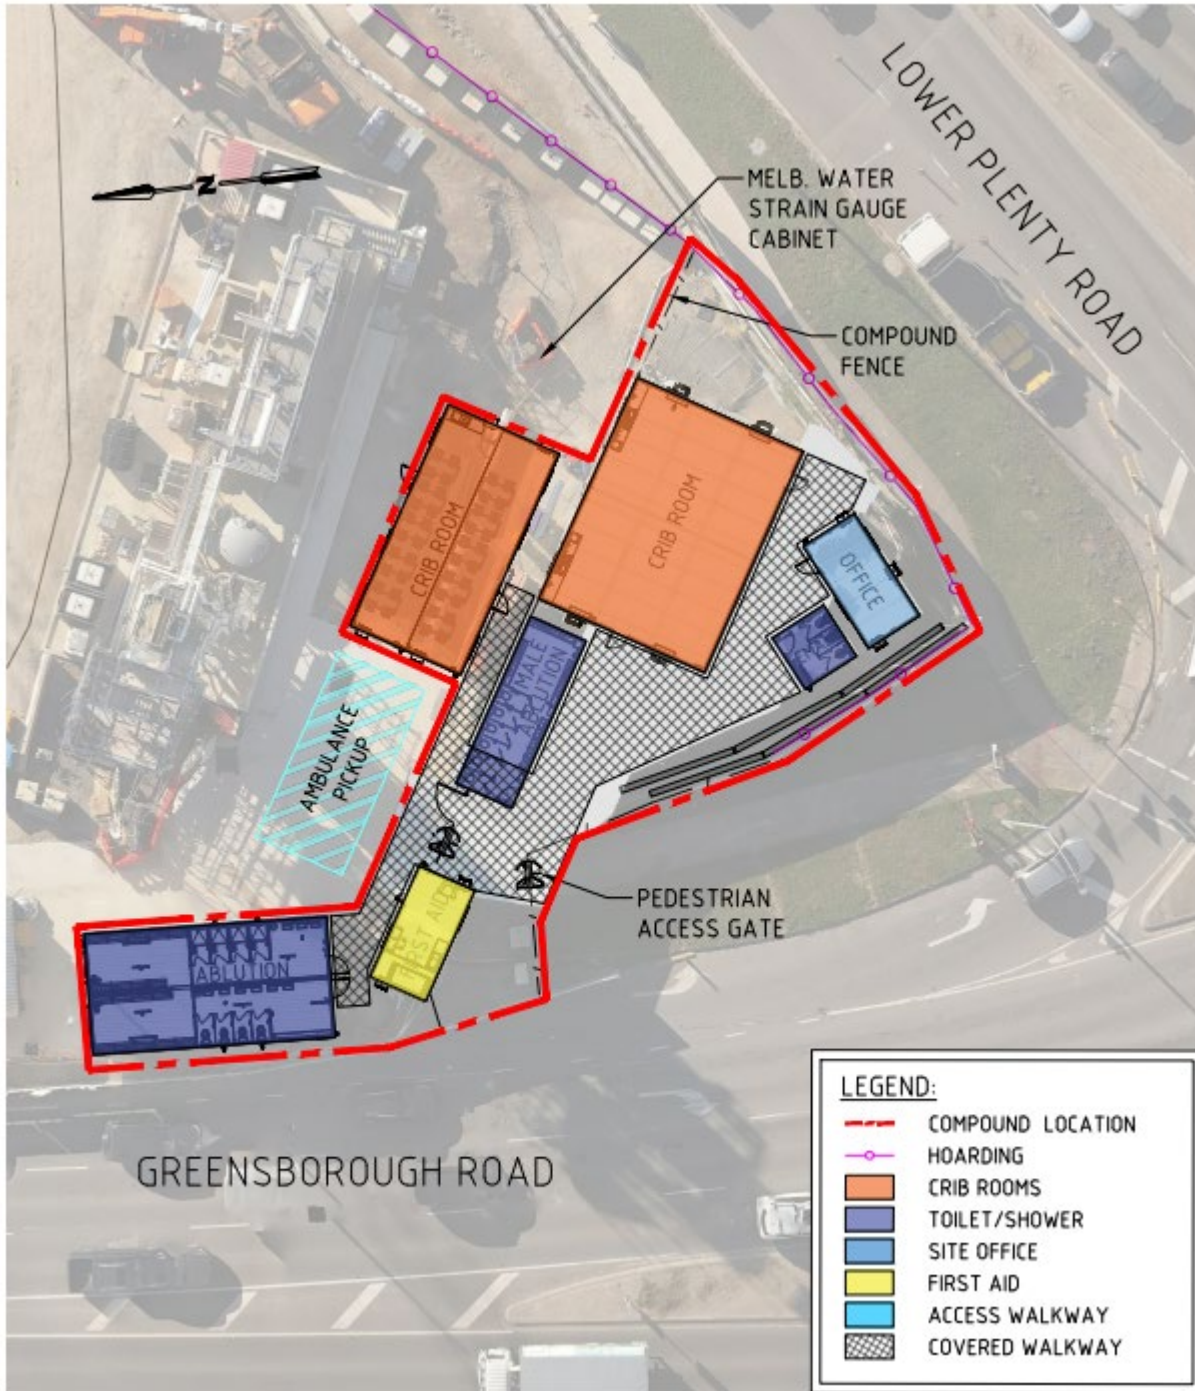 LOWER PLENTY ROAD
N
MELB. WATER
STRAIN GAUGE
CABINET
COMPOUND
FENCE
CRIB ROOM
CRIB ROOM
OFFICE
MALE
ABLUTION
AMBULANCE
PICKUP
PEDESTRIAN
ACCESS GATE
FIRST AID
ABLUTION
GREENSBOROUGH ROAD
LEGEND:
COMPOUND LOCATION
HOARDING
CRIB ROOMS
TOILET/SHOWER
SITE OFFICE
FIRST AID
ACCESS WALKWAY
COVERED WALKWAY